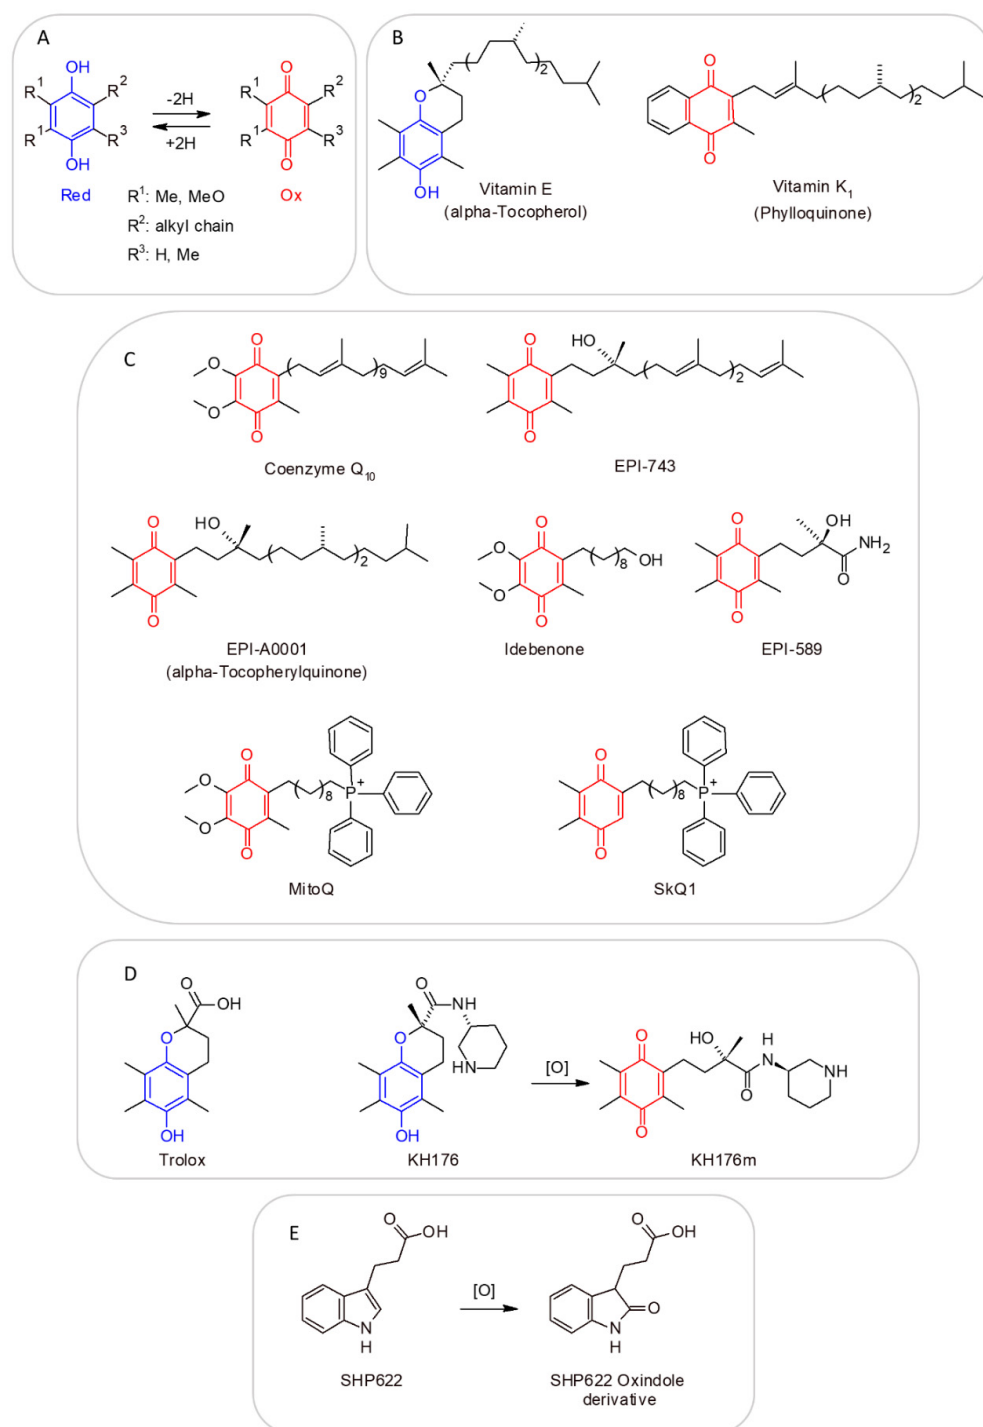 A
OH
R¹
R²
R¹
R³
OH
-2H
+2H
O
R¹
R²
R¹
R³
O
Red
R¹: Me, MeO
Ox
R²: alkyl chain
R³: H, Me
B
O
2
OH
Vitamin E
(alpha-Tocopherol)
O
2
O
Vitamin K₁
(Phylloquinone)
C
O
O
O
9
O
Coenzyme Q₁₀
O
HO
2
O
EPI-743
O
HO
2
O
EPI-A0001
(alpha-Tocopherylquinone)
O
O
O
8
OH
O
Idebenone
O
OH
NH₂
O
O
EPI-589
O
O
O
8
P⁺
O
MitoQ
O
8
P⁺
O
SkQ1
D
O
OH
O
OH
Trolox
O
NH
O
HN
OH
KH176
[O]
O
HO
H
N
O
NH
O
KH176m
E
O
OH
N
H
SHP622
[O]
O
OH
O
N
H
SHP622 Oxindole
derivative